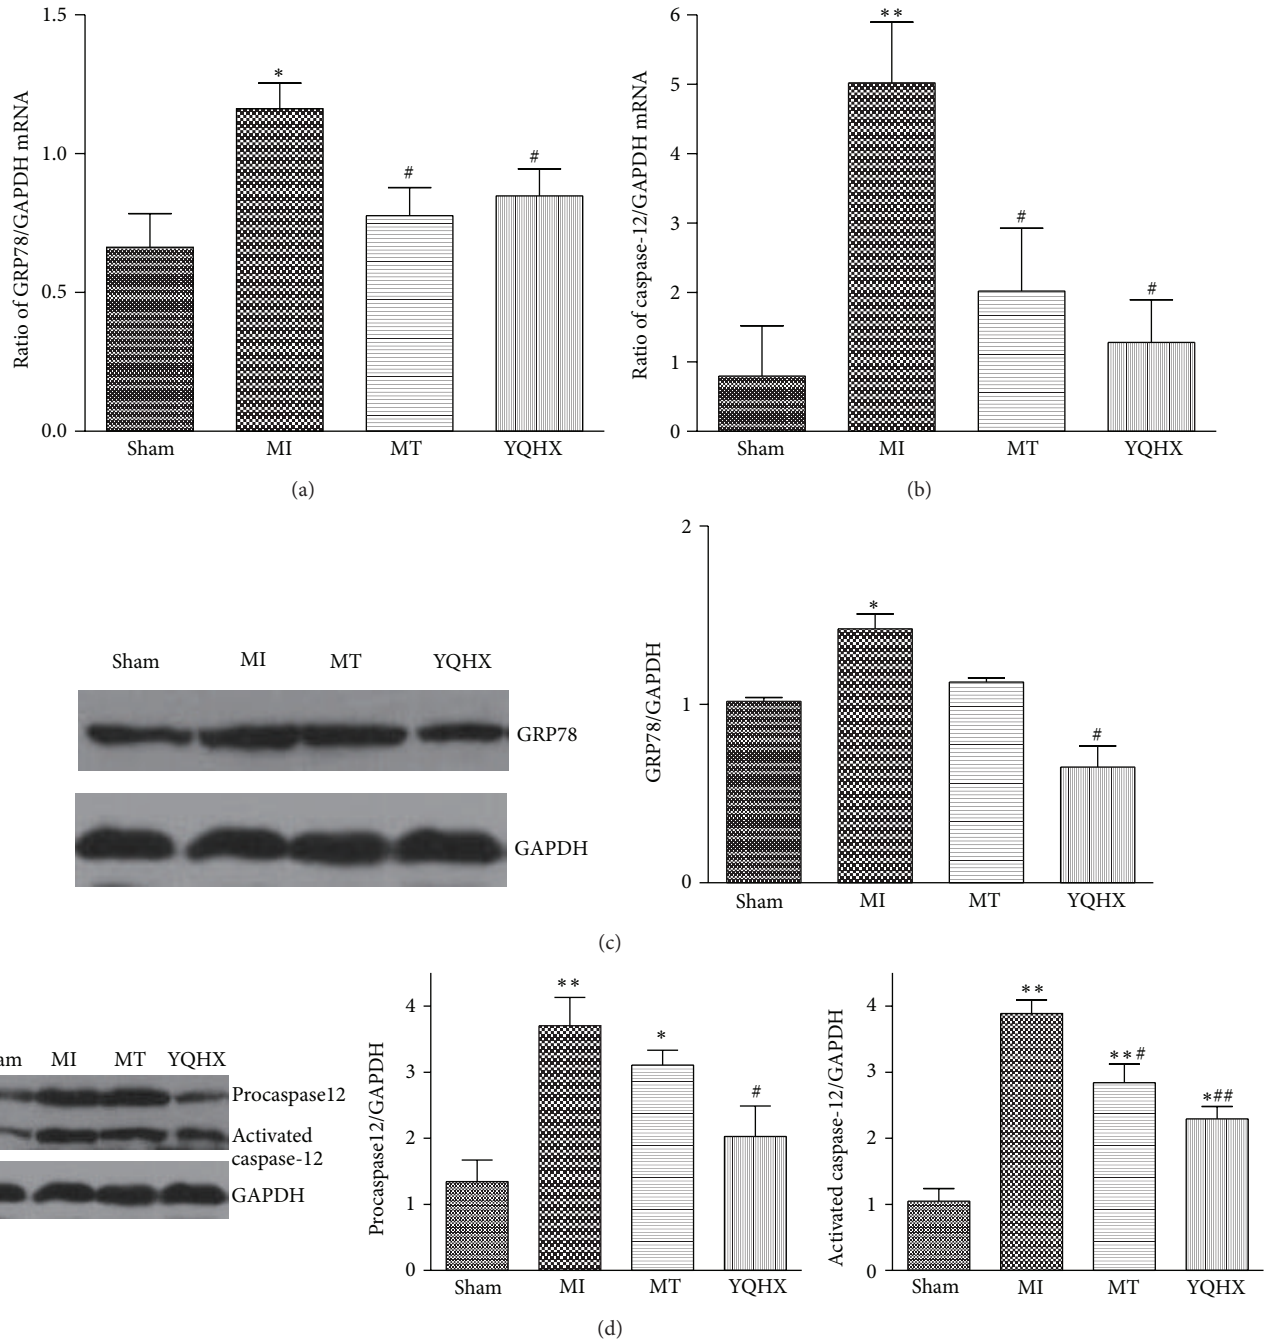 1.5
1.0
0.5
0.0
Ratio of GRP78/GAPDH mRNA
*
#
#
Sham MI MT YQHX
(a)
6
5
4
3
2
1
0
Ratio of caspase-12/GAPDH mRNA
**
#
#
Sham MI MT YQHX
(b)
Sham MI MT YQHX
GRP78
GAPDH
2
1
0
GRP78/GAPDH
*
#
Sham MI MT YQHX
(c)
am MI MT YQHX
Procaspase12
Activated
caspase-12
GAPDH
4
3
2
1
0
Procaspase12/GAPDH
**
*
#
Sham MI MT YQHX
4
3
2
1
0
Activated caspase-12/GAPDH
**
**#
*##
Sham MI MT YQHX
(d)